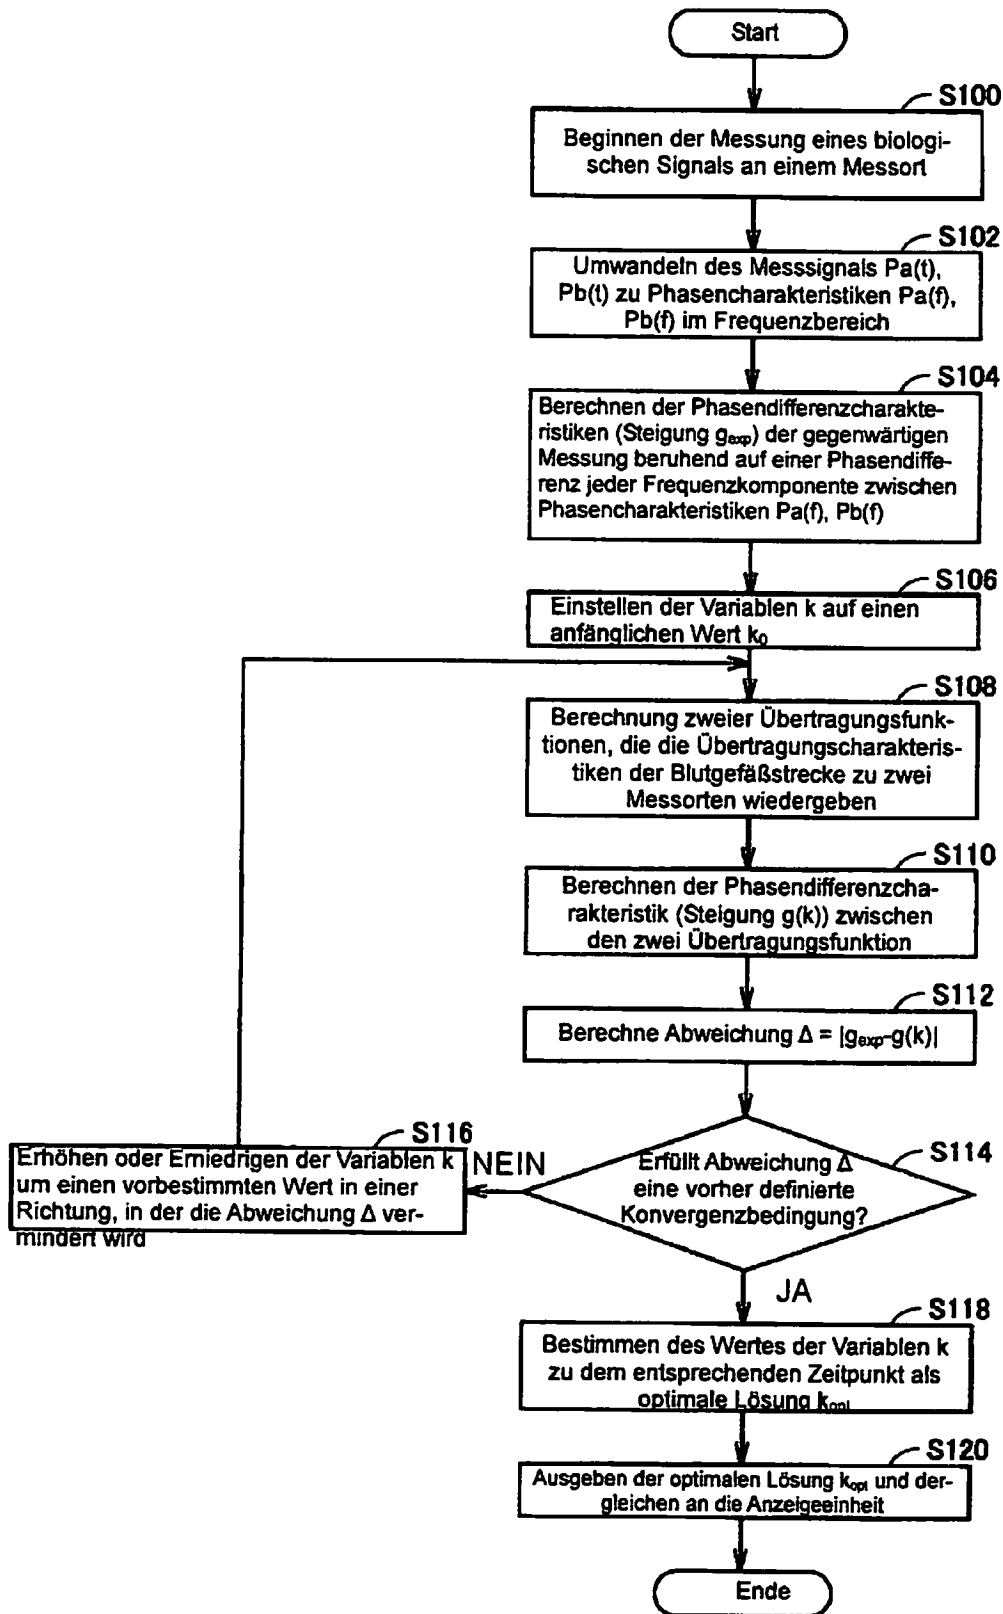 Start
S100
Beginnen der Messung eines biologi-
schen Signals an einem Messort
S102
Umwandeln des Messsignals Pa(t),
Pb(t) zu Phasencharakteristiken Pa(f),
Pb(f) im Frequenzbereich
S104
Berechnen der Phasendifferenzcharakte-
ristiken (Steigung gexp) der gegenwärtigen
Messung beruhend auf einer Phasendiffe-
renz jeder Frequenzkomponente zwischen
Phasencharakteristiken Pa(f), Pb(f)
S106
Einstellen der Variablen k auf einen
anfänglichen Wert k0
S108
Berechnung zweier Übertragungsfunk-
tionen, die die Übertragungscharakteris-
tiken der Blutgefäßstrecke zu zwei
Messorten wiedergeben
S110
Berechnen der Phasendifferenzcha-
rakteristik (Steigung g(k)) zwischen
den zwei Übertragungsfunktion
S112
Berechne Abweichung Δ = |gexp-g(k)|
S114
Erfüllt Abweichung Δ
eine vorher definierte
Konvergenzbedingung?
NEIN
S116
Erhöhen oder Erniedrigen der Variablen k
um einen vorbestimmten Wert in einer
Richtung, in der die Abweichung Δ ver-
mindert wird
JA
S118
Bestimmen des Wertes der Variablen k
zu dem entsprechenden Zeitpunkt als
optimale Lösung kopt
S120
Ausgeben der optimalen Lösung kopt und der-
gleichen an die Anzeigeeinheit
Ende